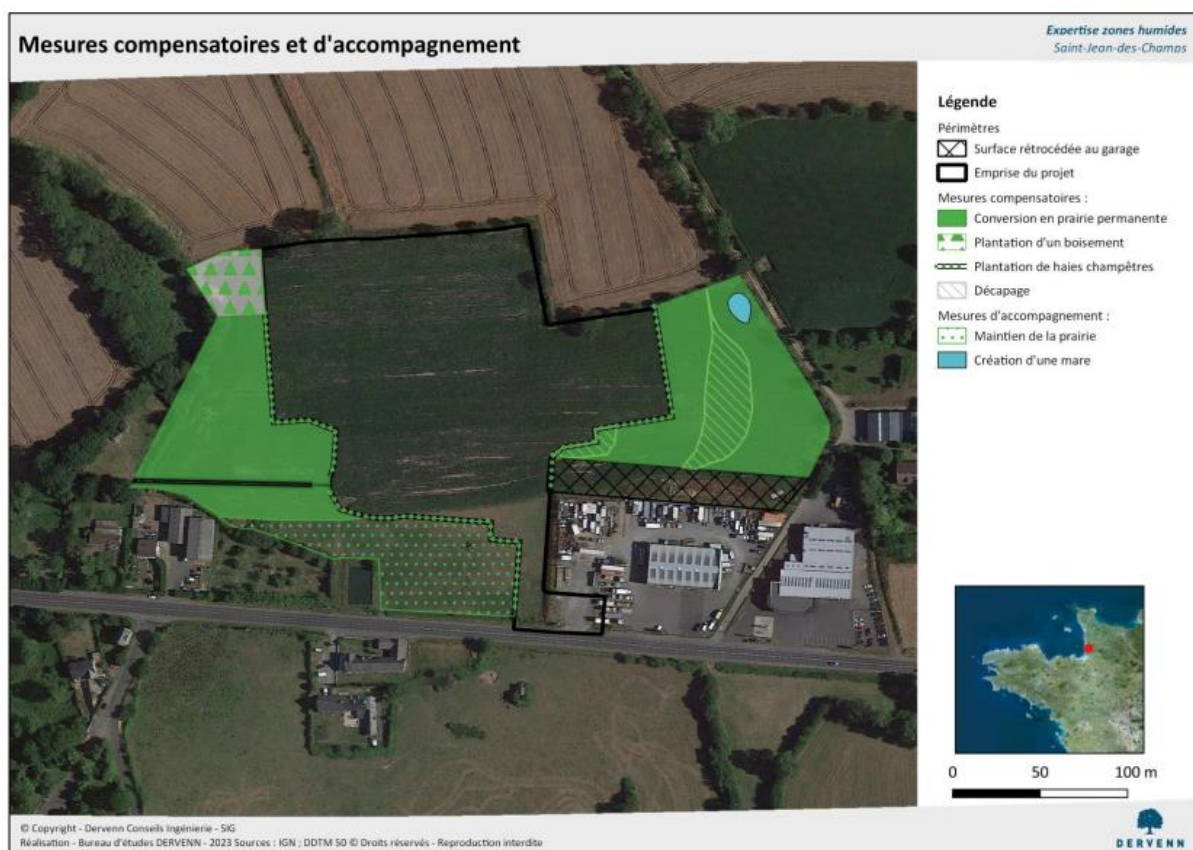 Mesures compensatoires et d'accompagnement
Expertise zones humides
Saint-Jean-des-Champs
Légende
Périmètres
Surface rétrocédée au garage
Emprise du projet
Mesures compensatoires :
Conversion en prairie permanente
Plantation d'un boisement
Plantation de haies champêtres
Décapage
Mesures d'accompagnement :
Maintien de la prairie
Création d'une mare
0 50 100 m
© Copyright - Dervenn Conseils Ingénierie - SIG
Réalisation - Bureau d'études DERVENN - 2023 Sources : IGN ; DDTM 50 © Droits réservés - Reproduction interdite
DERVENN